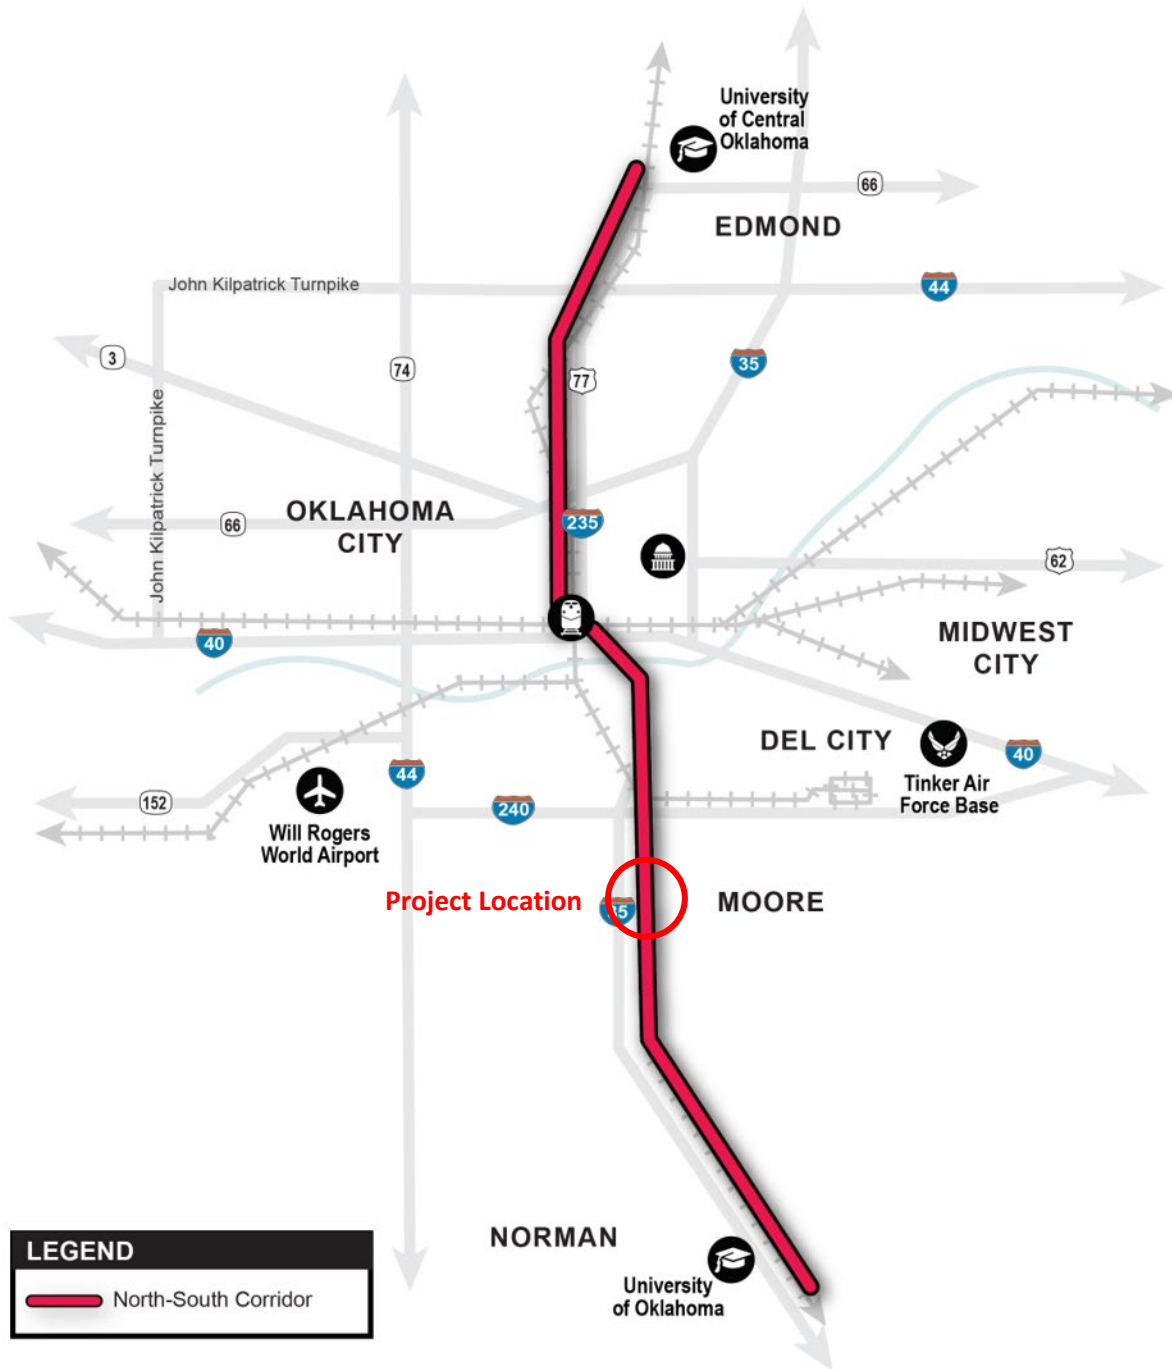 University
of Central
Oklahoma
66
EDMOND
John Kilpatrick Turnpike
44
3
74
77
35
John Kilpatrick Turnpike
OKLAHOMA
CITY
66
235
62
40
MIDWEST
CITY
DEL CITY
40
Tinker Air
Force Base
44
152
240
Will Rogers
World Airport
Project Location
35
MOORE
NORMAN
University
of Oklahoma
LEGEND
North-South Corridor